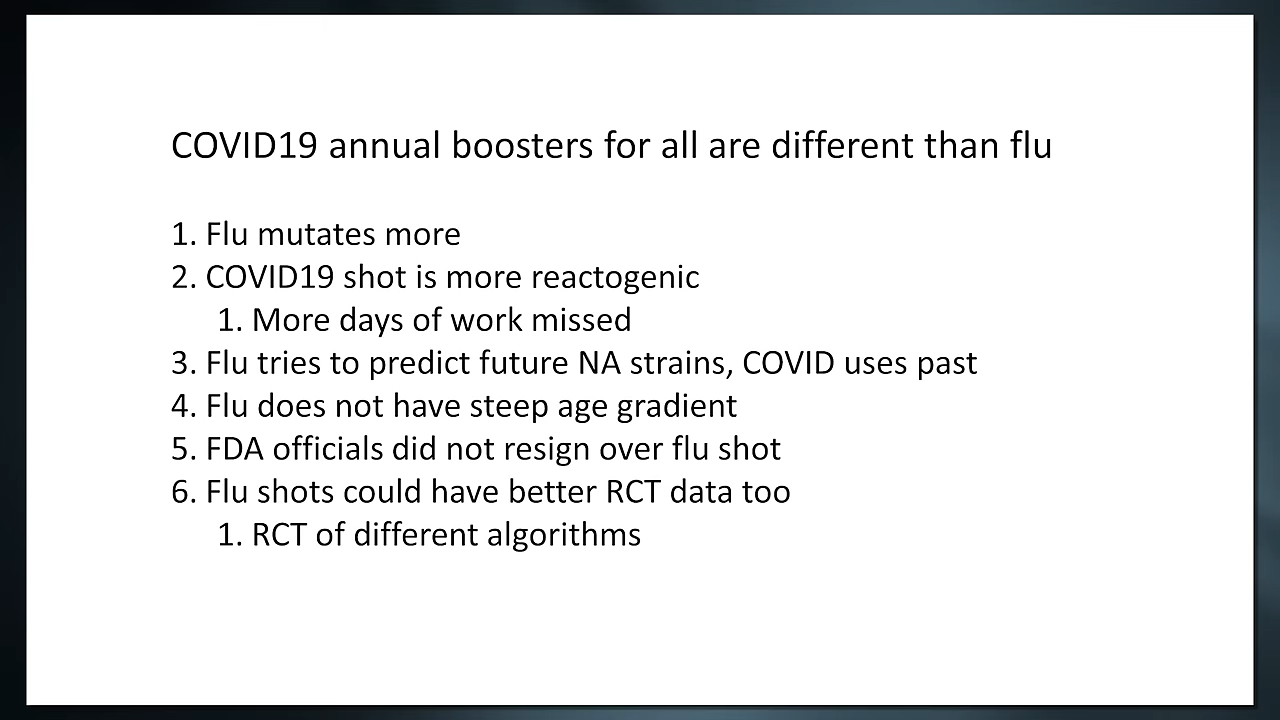 COVID19 annual boosters for all are different than flu
1. Flu mutates more
2. COVID19 shot is more reactogenic
1. More days of work missed
3. Flu tries to predict future NA strains, COVID uses past
4. Flu does not have steep age gradient
5. FDA officials did not resign over flu shot
6. Flu shots could have better RCT data too
1. RCT of different algorithms